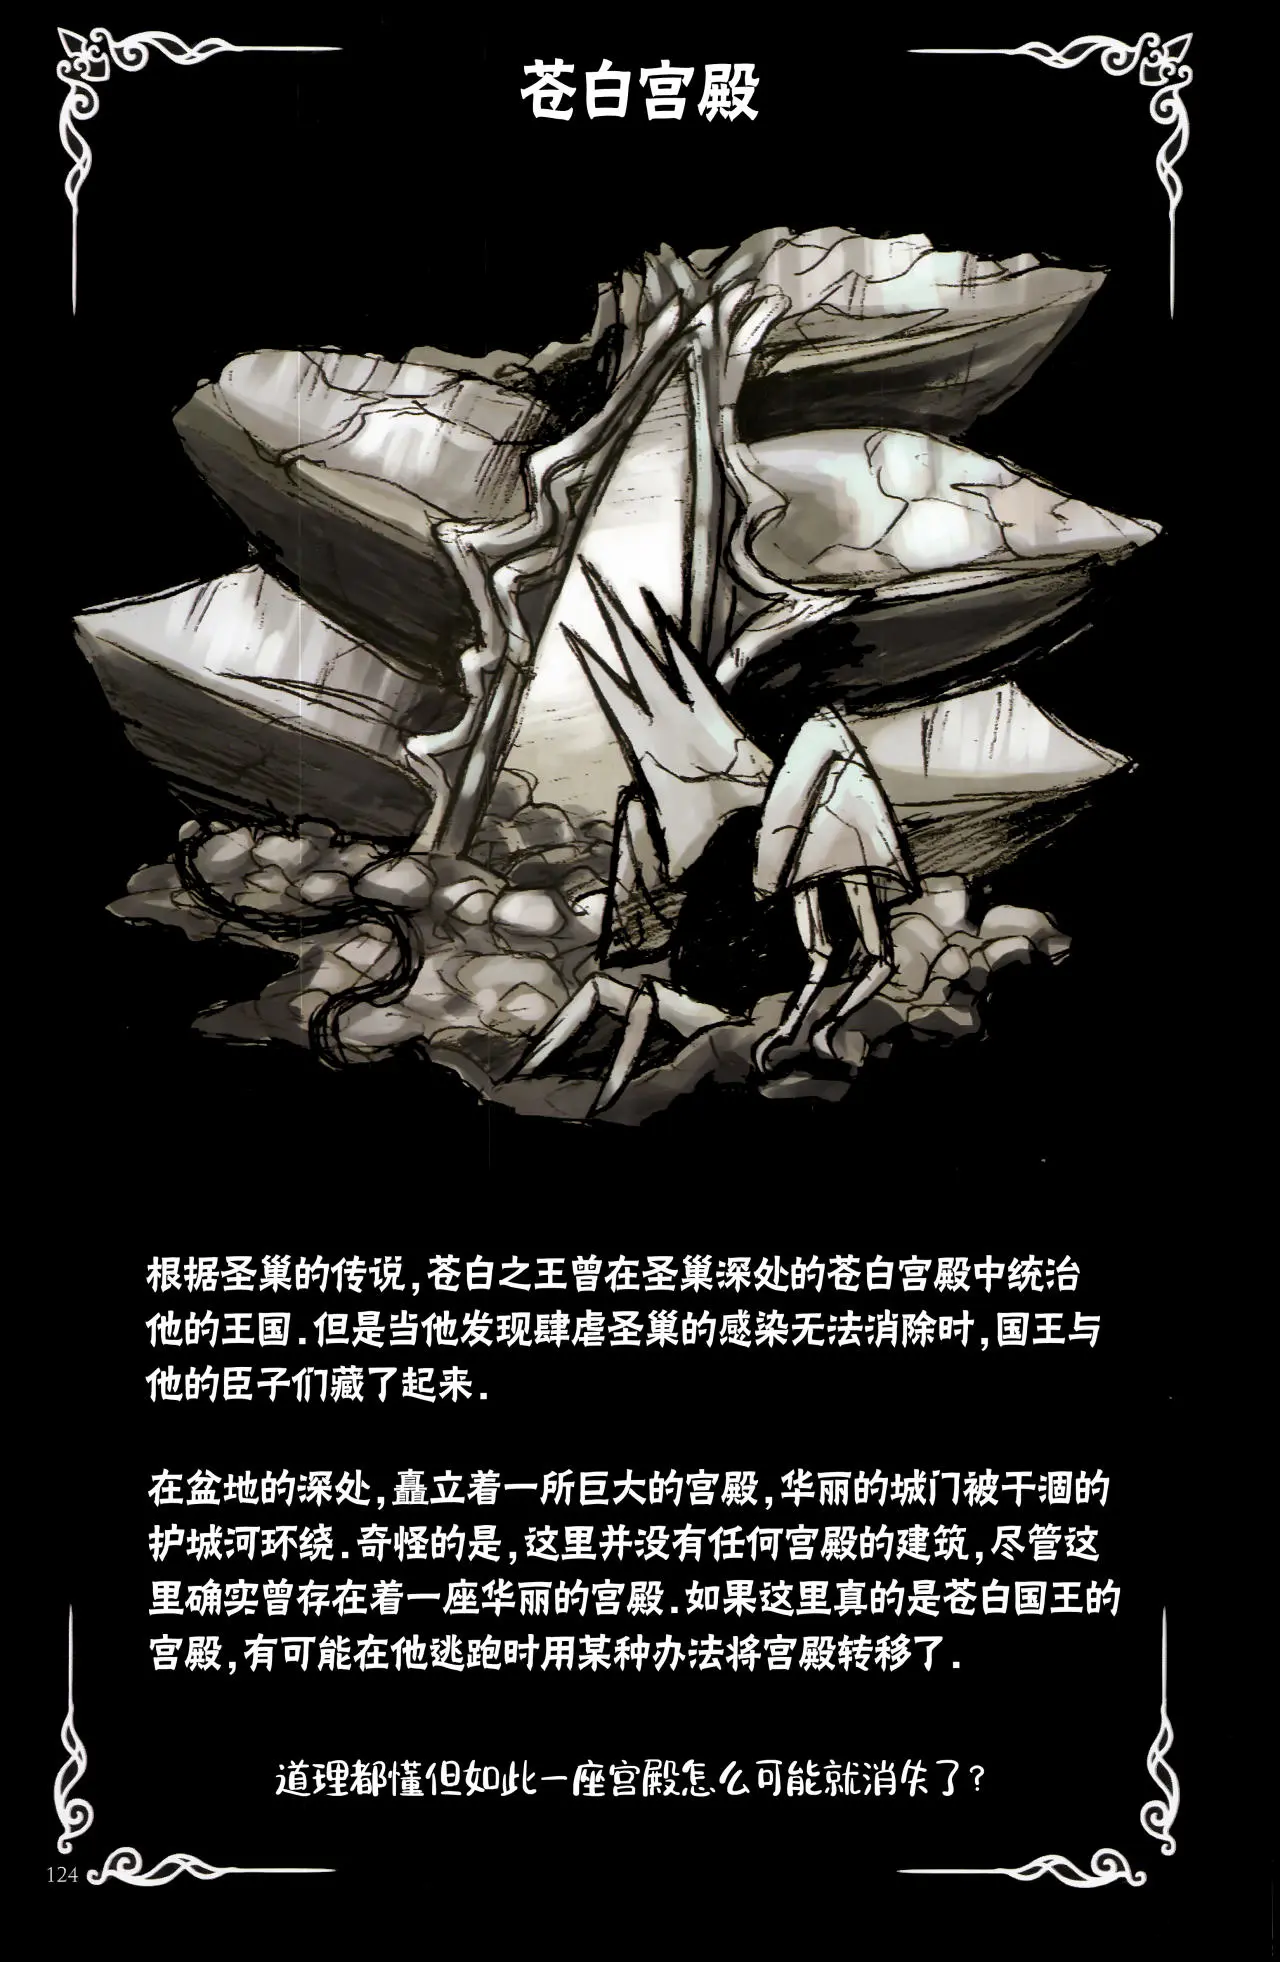 苍白宫殿
根据圣巢的传说,苍白之王曾在圣巢深处的苍白宫殿中统治
他的王国.但是当他发现肆虐圣巢的感染无法消除时,国王与
他的臣子们藏了起来.
在盆地的深处,矗立着一所巨大的宫殿,华丽的城门被干涸的
护城河环绕.奇怪的是,这里并没有任何宫殿的建筑,尽管这
里确实曾存在着一座华丽的宫殿.如果这里真的是苍白国王的
宫殿,有可能在他逃跑时用某种办法将宫殿转移了.
道理都懂但如此一座宫殿怎么可能就消失了?
124